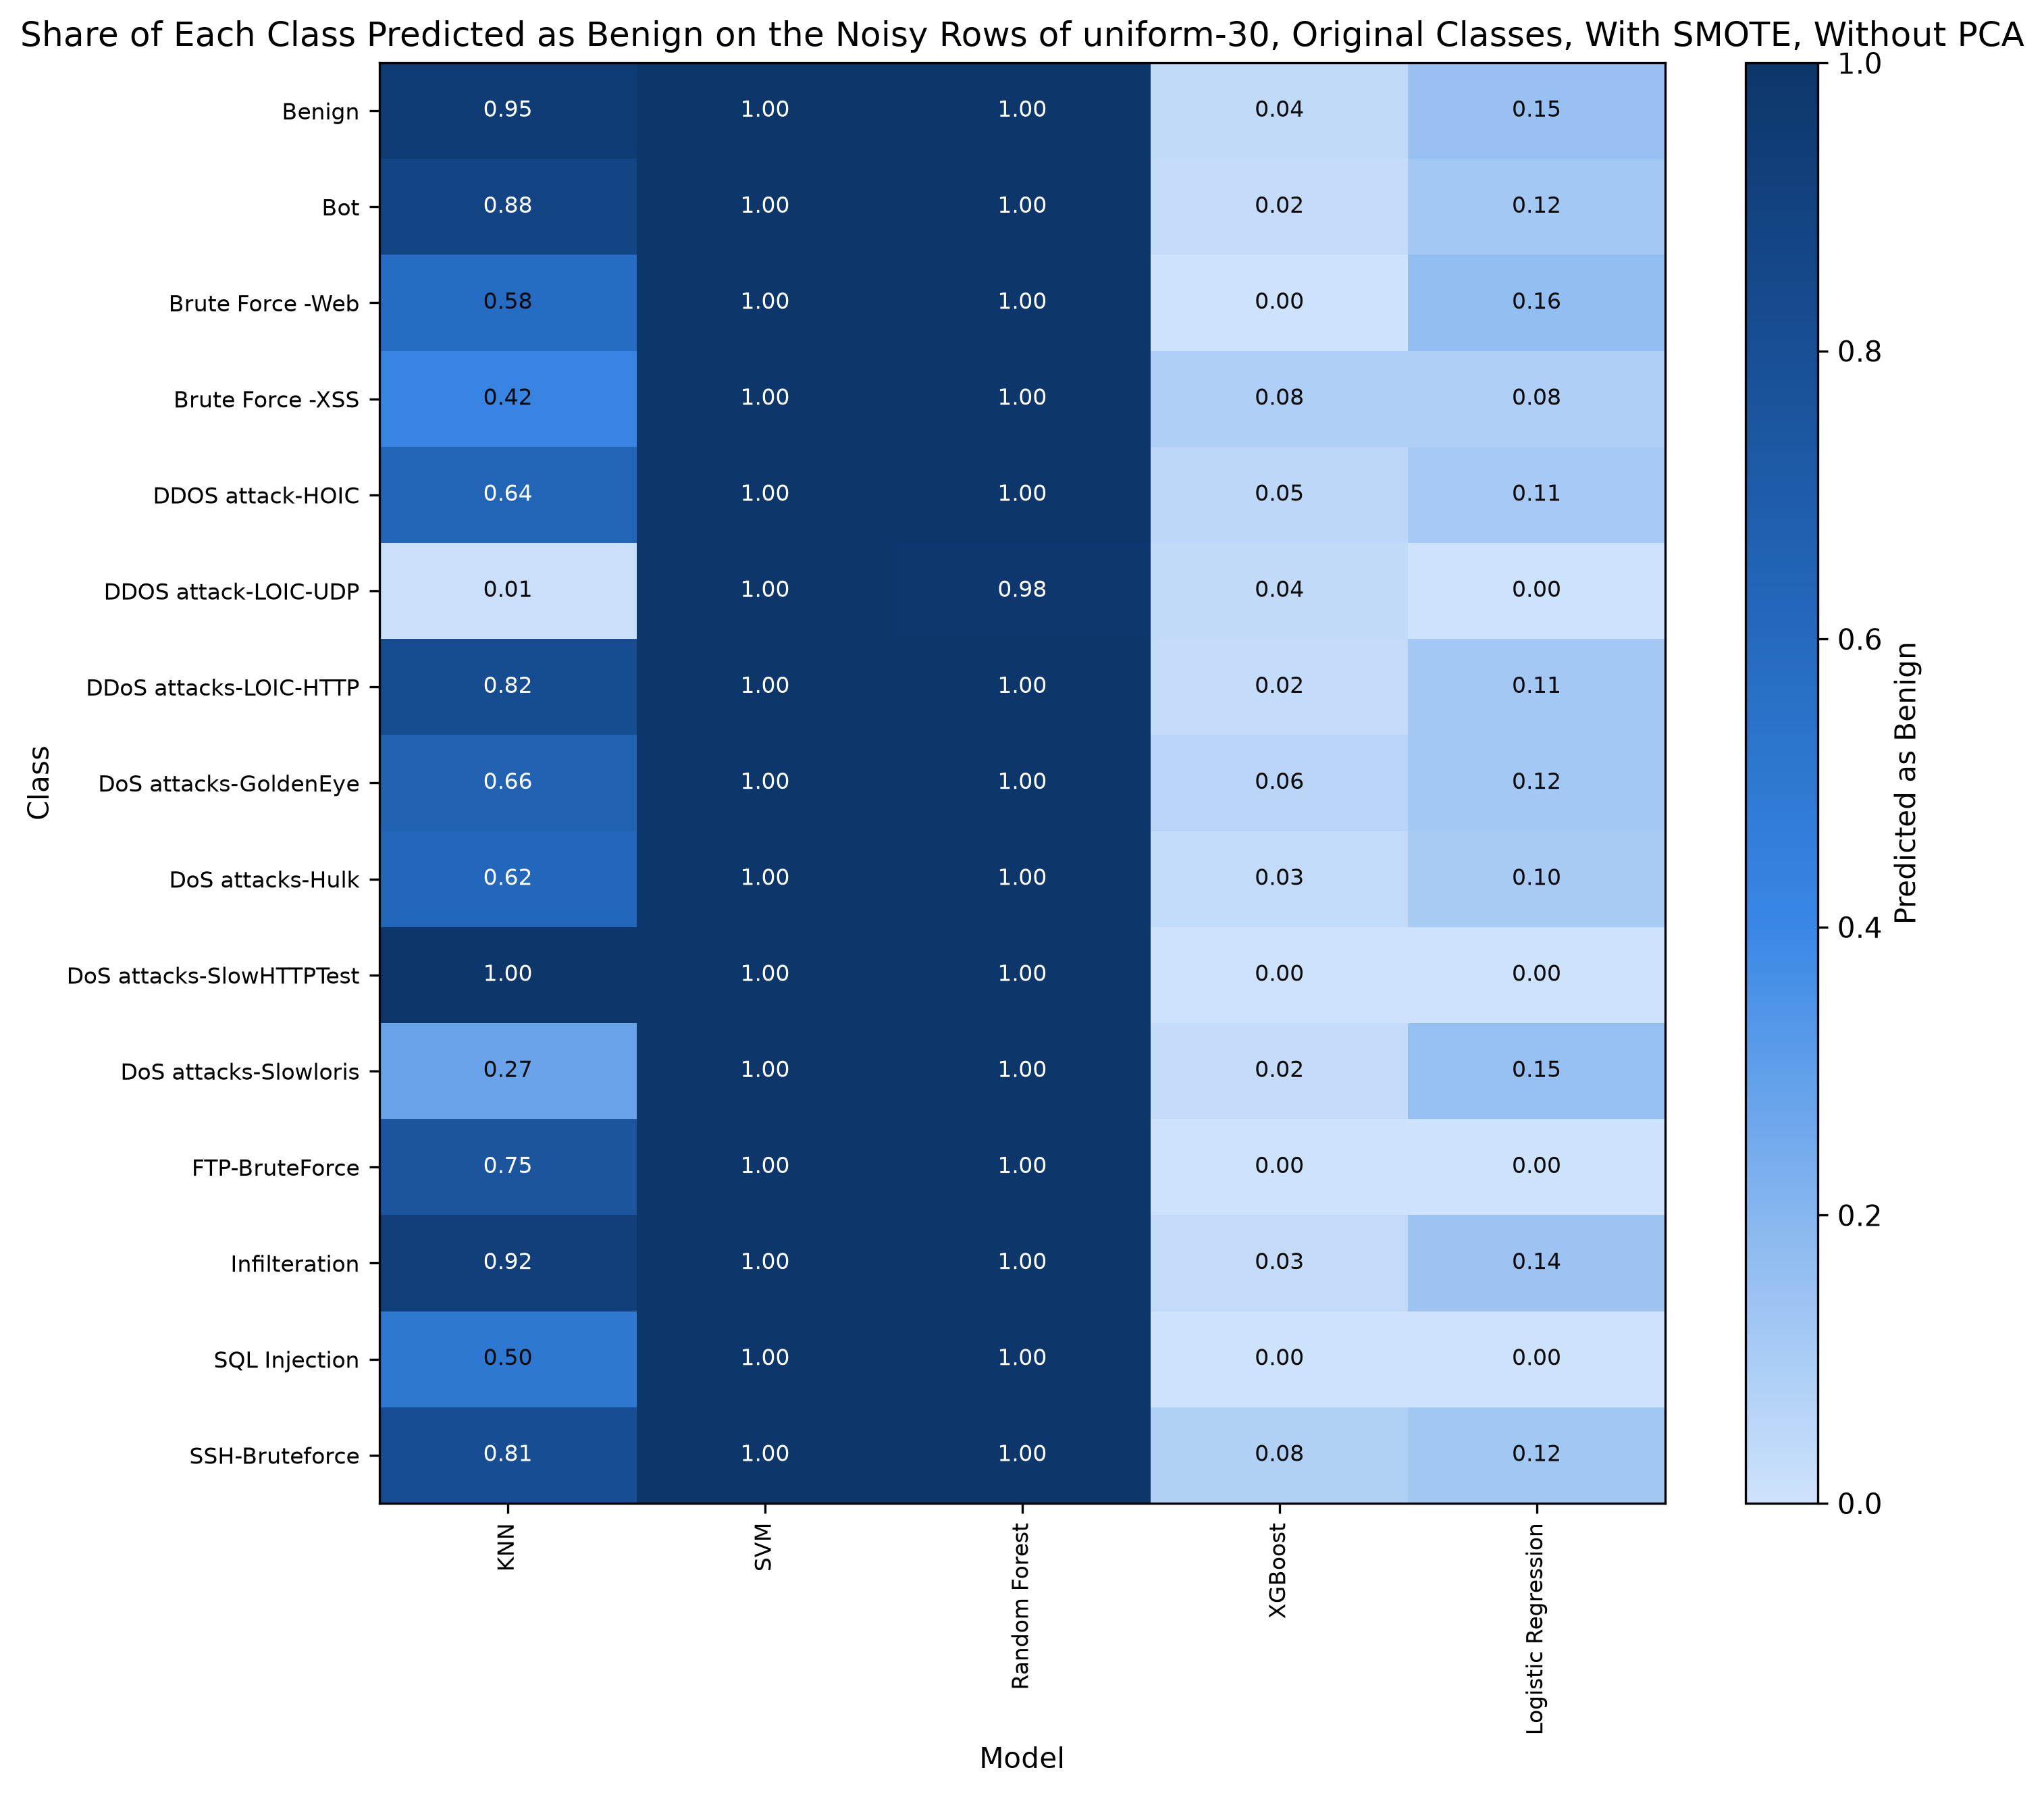 Share of Each Class Predicted as Benign on the Noisy Rows of uniform-30, Original Classes, With SMOTE, Without PCA
Class
Benign 0.95 1.00 1.00 0.04 0.15
Bot 0.88 1.00 1.00 0.02 0.12
Brute Force -Web 0.58 1.00 1.00 0.00 0.16
Brute Force -XSS 0.42 1.00 1.00 0.08 0.08
DDOS attack-HOIC 0.64 1.00 1.00 0.05 0.11
DDOS attack-LOIC-UDP 0.01 1.00 0.98 0.04 0.00
DDoS attacks-LOIC-HTTP 0.82 1.00 1.00 0.02 0.11
DoS attacks-GoldenEye 0.66 1.00 1.00 0.06 0.12
DoS attacks-Hulk 0.62 1.00 1.00 0.03 0.10
DoS attacks-SlowHTTPTest 1.00 1.00 1.00 0.00 0.00
DoS attacks-Slowloris 0.27 1.00 1.00 0.02 0.15
FTP-BruteForce 0.75 1.00 1.00 0.00 0.00
Infilteration 0.92 1.00 1.00 0.03 0.14
SQL Injection 0.50 1.00 1.00 0.00 0.00
SSH-Bruteforce 0.81 1.00 1.00 0.08 0.12
KNN
SVM
Random Forest
XGBoost
Logistic Regression
Model
1.0
0.8
0.6
0.4
0.2
0.0
Predicted as Benign